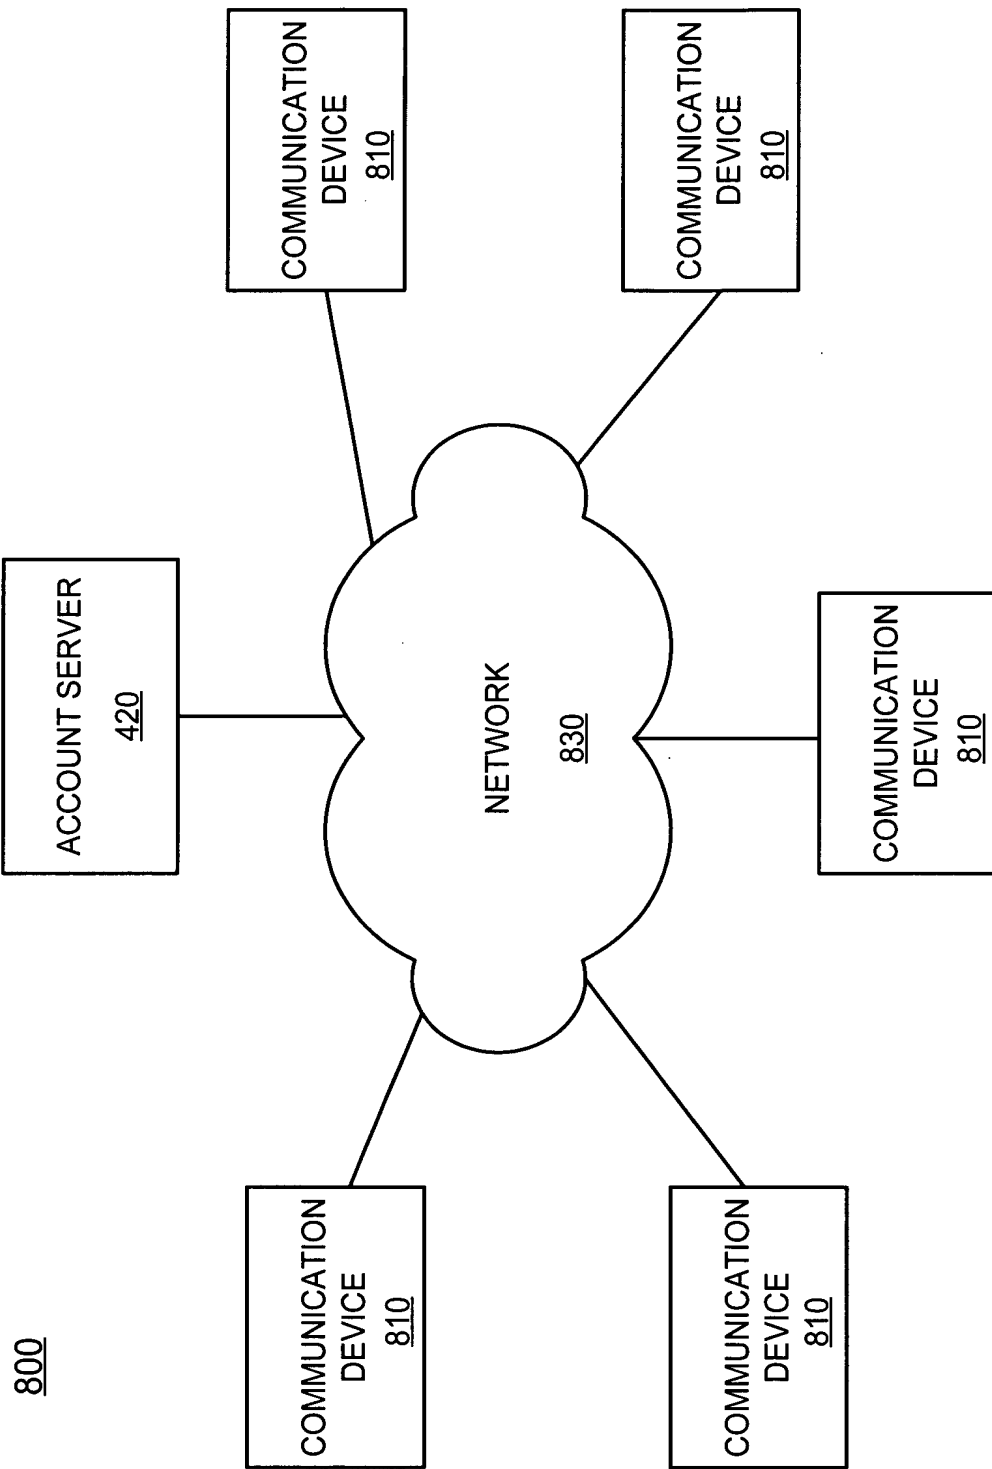 800
ACCOUNT SERVER
420
COMMUNICATION
DEVICE
810
COMMUNICATION
DEVICE
810
NETWORK
830
COMMUNICATION
DEVICE
810
COMMUNICATION
DEVICE
810
COMMUNICATION
DEVICE
810